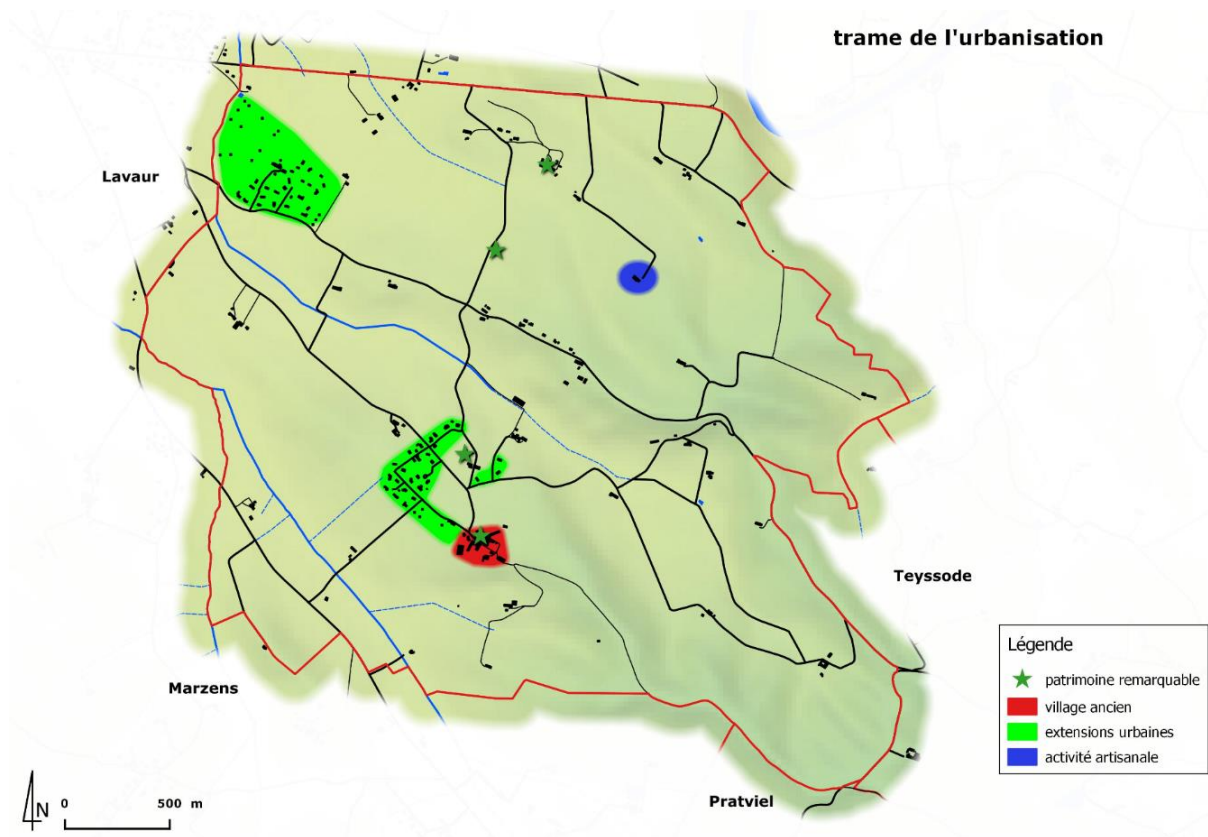 trame de l'urbanisation
Lavaur
Teyssode
Marzens
Pratviel
Légende
patrimoine remarquable
village ancien
extensions urbaines
activité artisanale
N
0 500 m